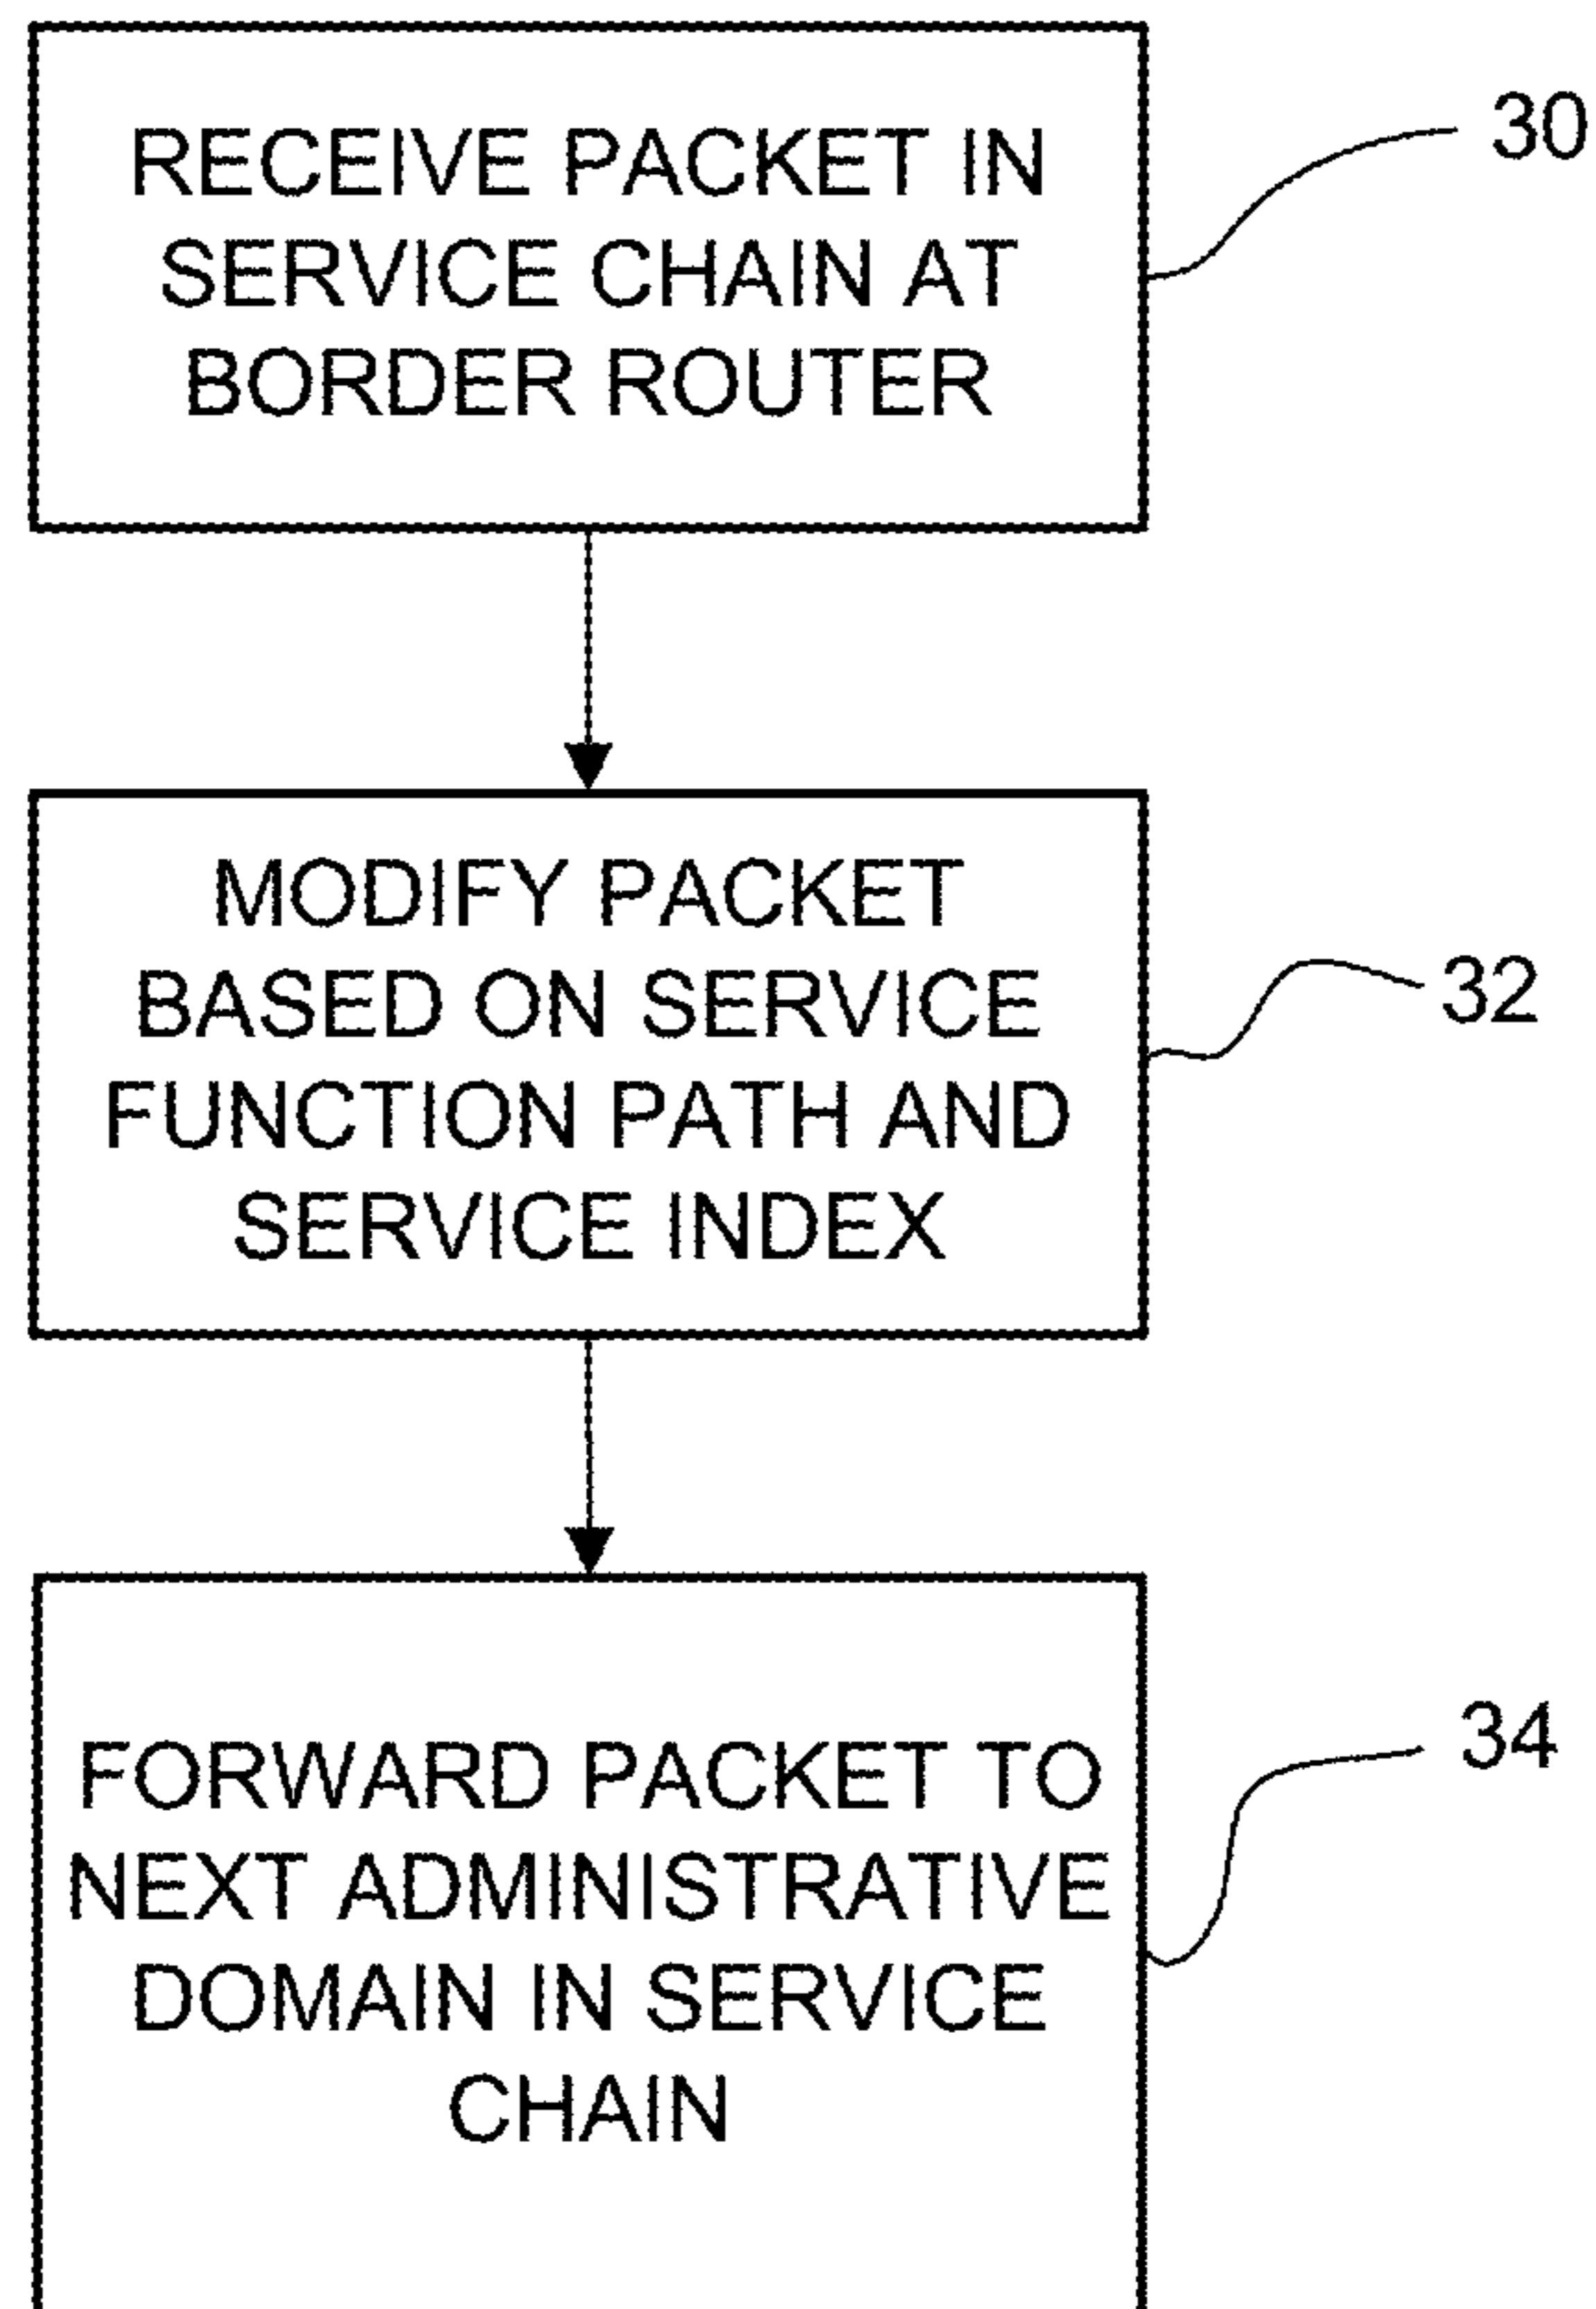 RECEIVE PACKET IN
SERVICE CHAIN AT
BORDER ROUTER
30
MODIFY PACKET
BASED ON SERVICE
FUNCTION PATH AND
SERVICE INDEX
32
FORWARD PACKET TO
NEXT ADMINISTRATIVE
DOMAIN IN SERVICE
CHAIN
34